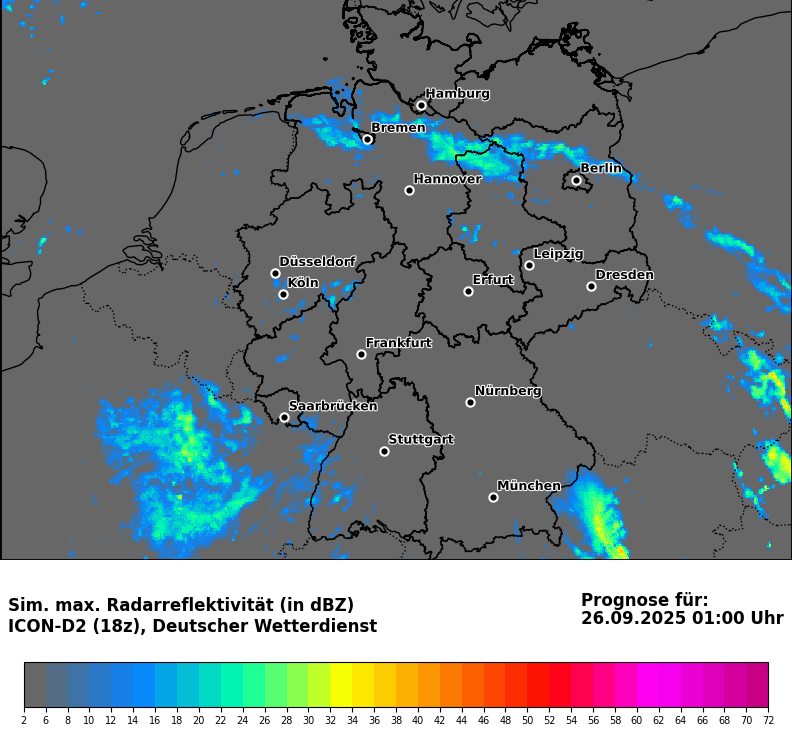 Hamburg
Bremen
Berlin
Hannover
Leipzig
Düsseldorf
Dresden
Köln
Erfurt
Frankfurt
Nürnberg
Saarbrücken
Stuttgart
München
Sim. max. Radarreflektivität (in dBZ)
ICON-D2 (18z), Deutscher Wetterdienst
Prognose für:
26.09.2025 01:00 Uhr
2 6 8 10 12 14 16 18 20 22 24 26 28 30 32 34 36 38 40 42 44 46 48 50 52 54 56 58 60 62 64 66 68 70 72